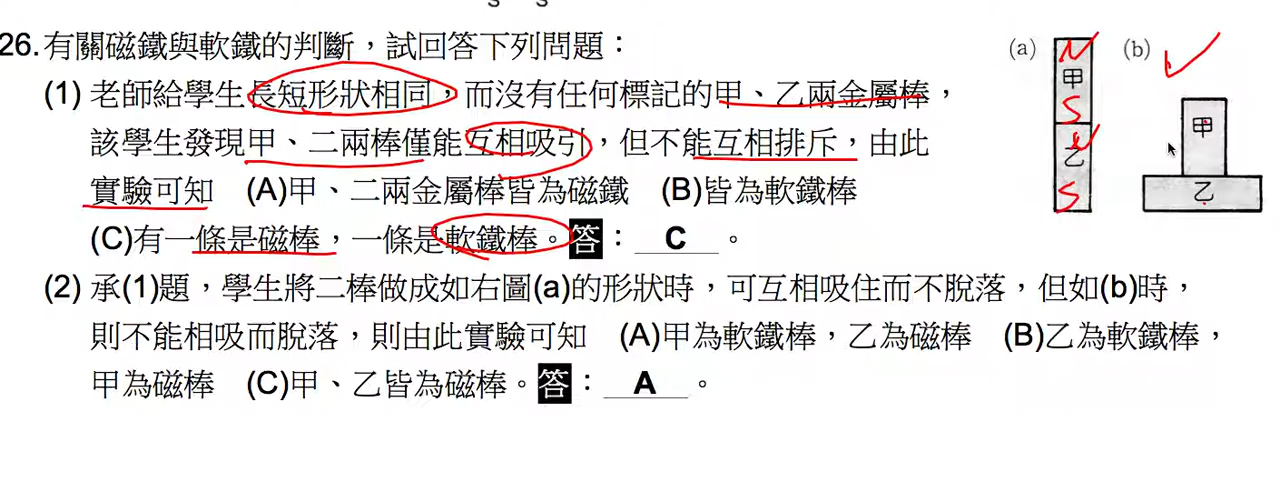 26.有關磁鐵與軟鐵的判斷，試回答下列問題：
(1) 老師給學生長短形狀相同，而沒有任何標記的甲、乙兩金屬棒，
該學生發現甲、二兩棒僅能互相吸引，但不能互相排斥，由此
實驗可知　(A)甲、二兩金屬棒皆為磁鐵　(B)皆為軟鐵棒
(C)有一條是磁棒，一條是軟鐵棒。答：　C　。
(2) 承(1)題，學生將二棒做成如右圖(a)的形狀時，可互相吸住而不脫落，但如(b)時，
則不能相吸而脫落，則由此實驗可知　(A)甲為軟鐵棒，乙為磁棒　(B)乙為軟鐵棒，
甲為磁棒　(C)甲、乙皆為磁棒。答：　A　。
(a)
N
甲
S
乙
S
(b)
甲
乙